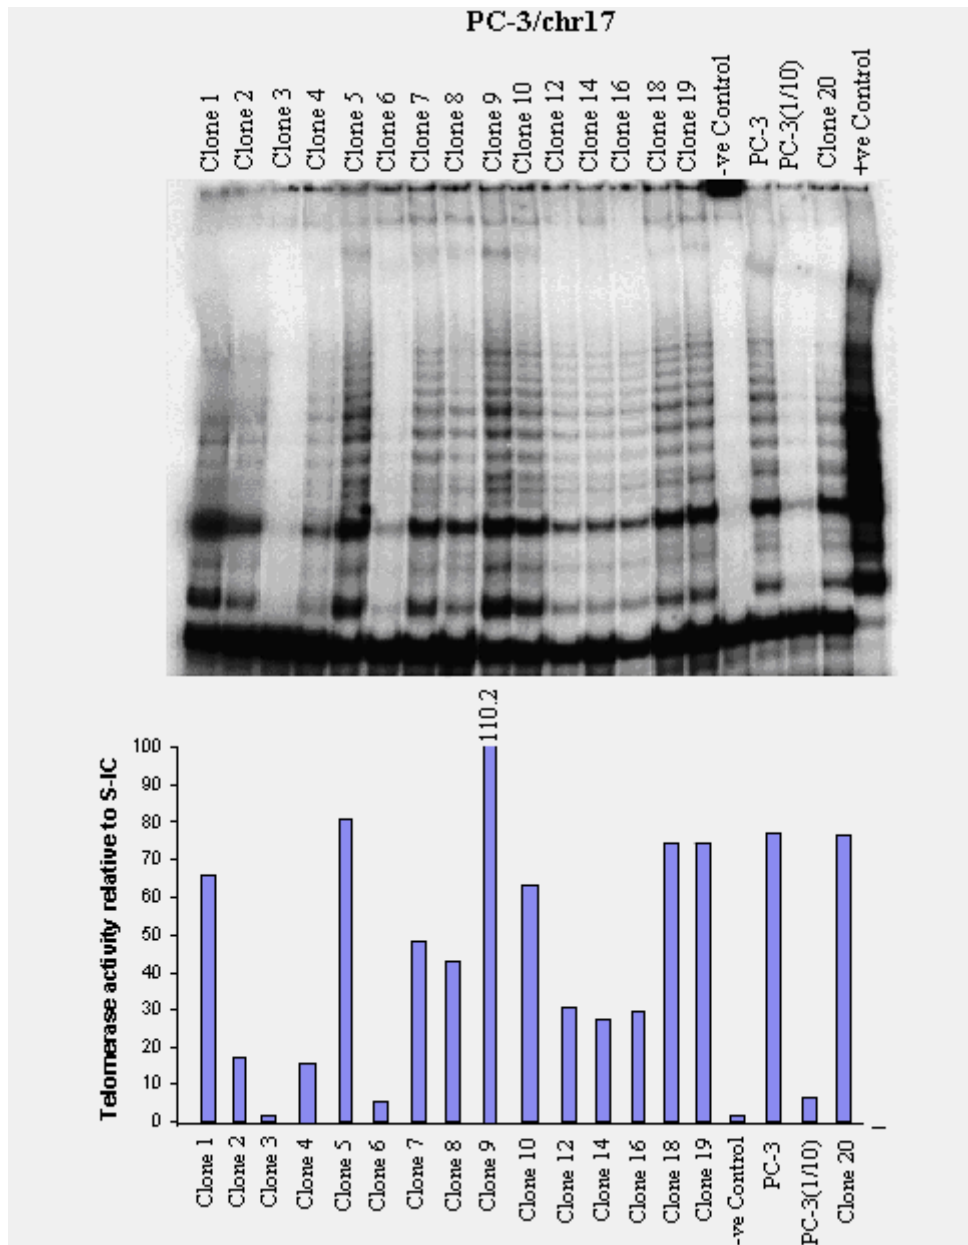 PC-3/chr17
Clone 1
Clone 2
Clone 3
Clone 4
Clone 5
Clone 6
Clone 7
Clone 8
Clone 9
Clone 10
Clone 12
Clone 14
Clone 16
Clone 18
Clone 19
-ve Control
PC-3
PC-3(1/10)
Clone 20
+ve Control
110.2
Telomerase activity relative to S-IC
100
90
80
70
60
50
40
30
20
10
0
Clone 1
Clone 2
Clone 3
Clone 4
Clone 5
Clone 6
Clone 7
Clone 8
Clone 9
Clone 10
Clone 12
Clone 14
Clone 16
Clone 18
Clone 19
-ve Control
PC-3
PC-3(1/10)
Clone 20